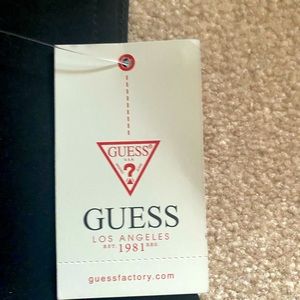 GUESS®
U.S.A.
?
GUESS
LOS ANGELES
EST. 1981
guessfactory.com